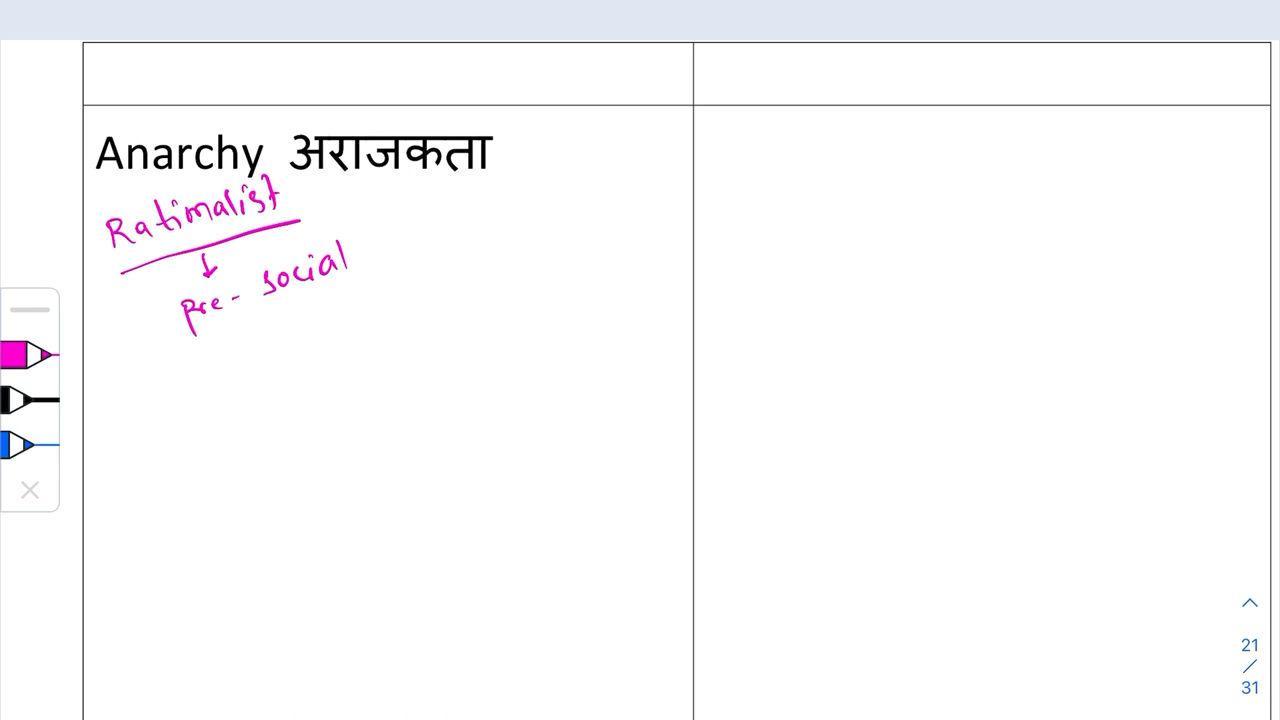 Anarchy अराजकता
Rationalist
↓
pre - social
21
/
31